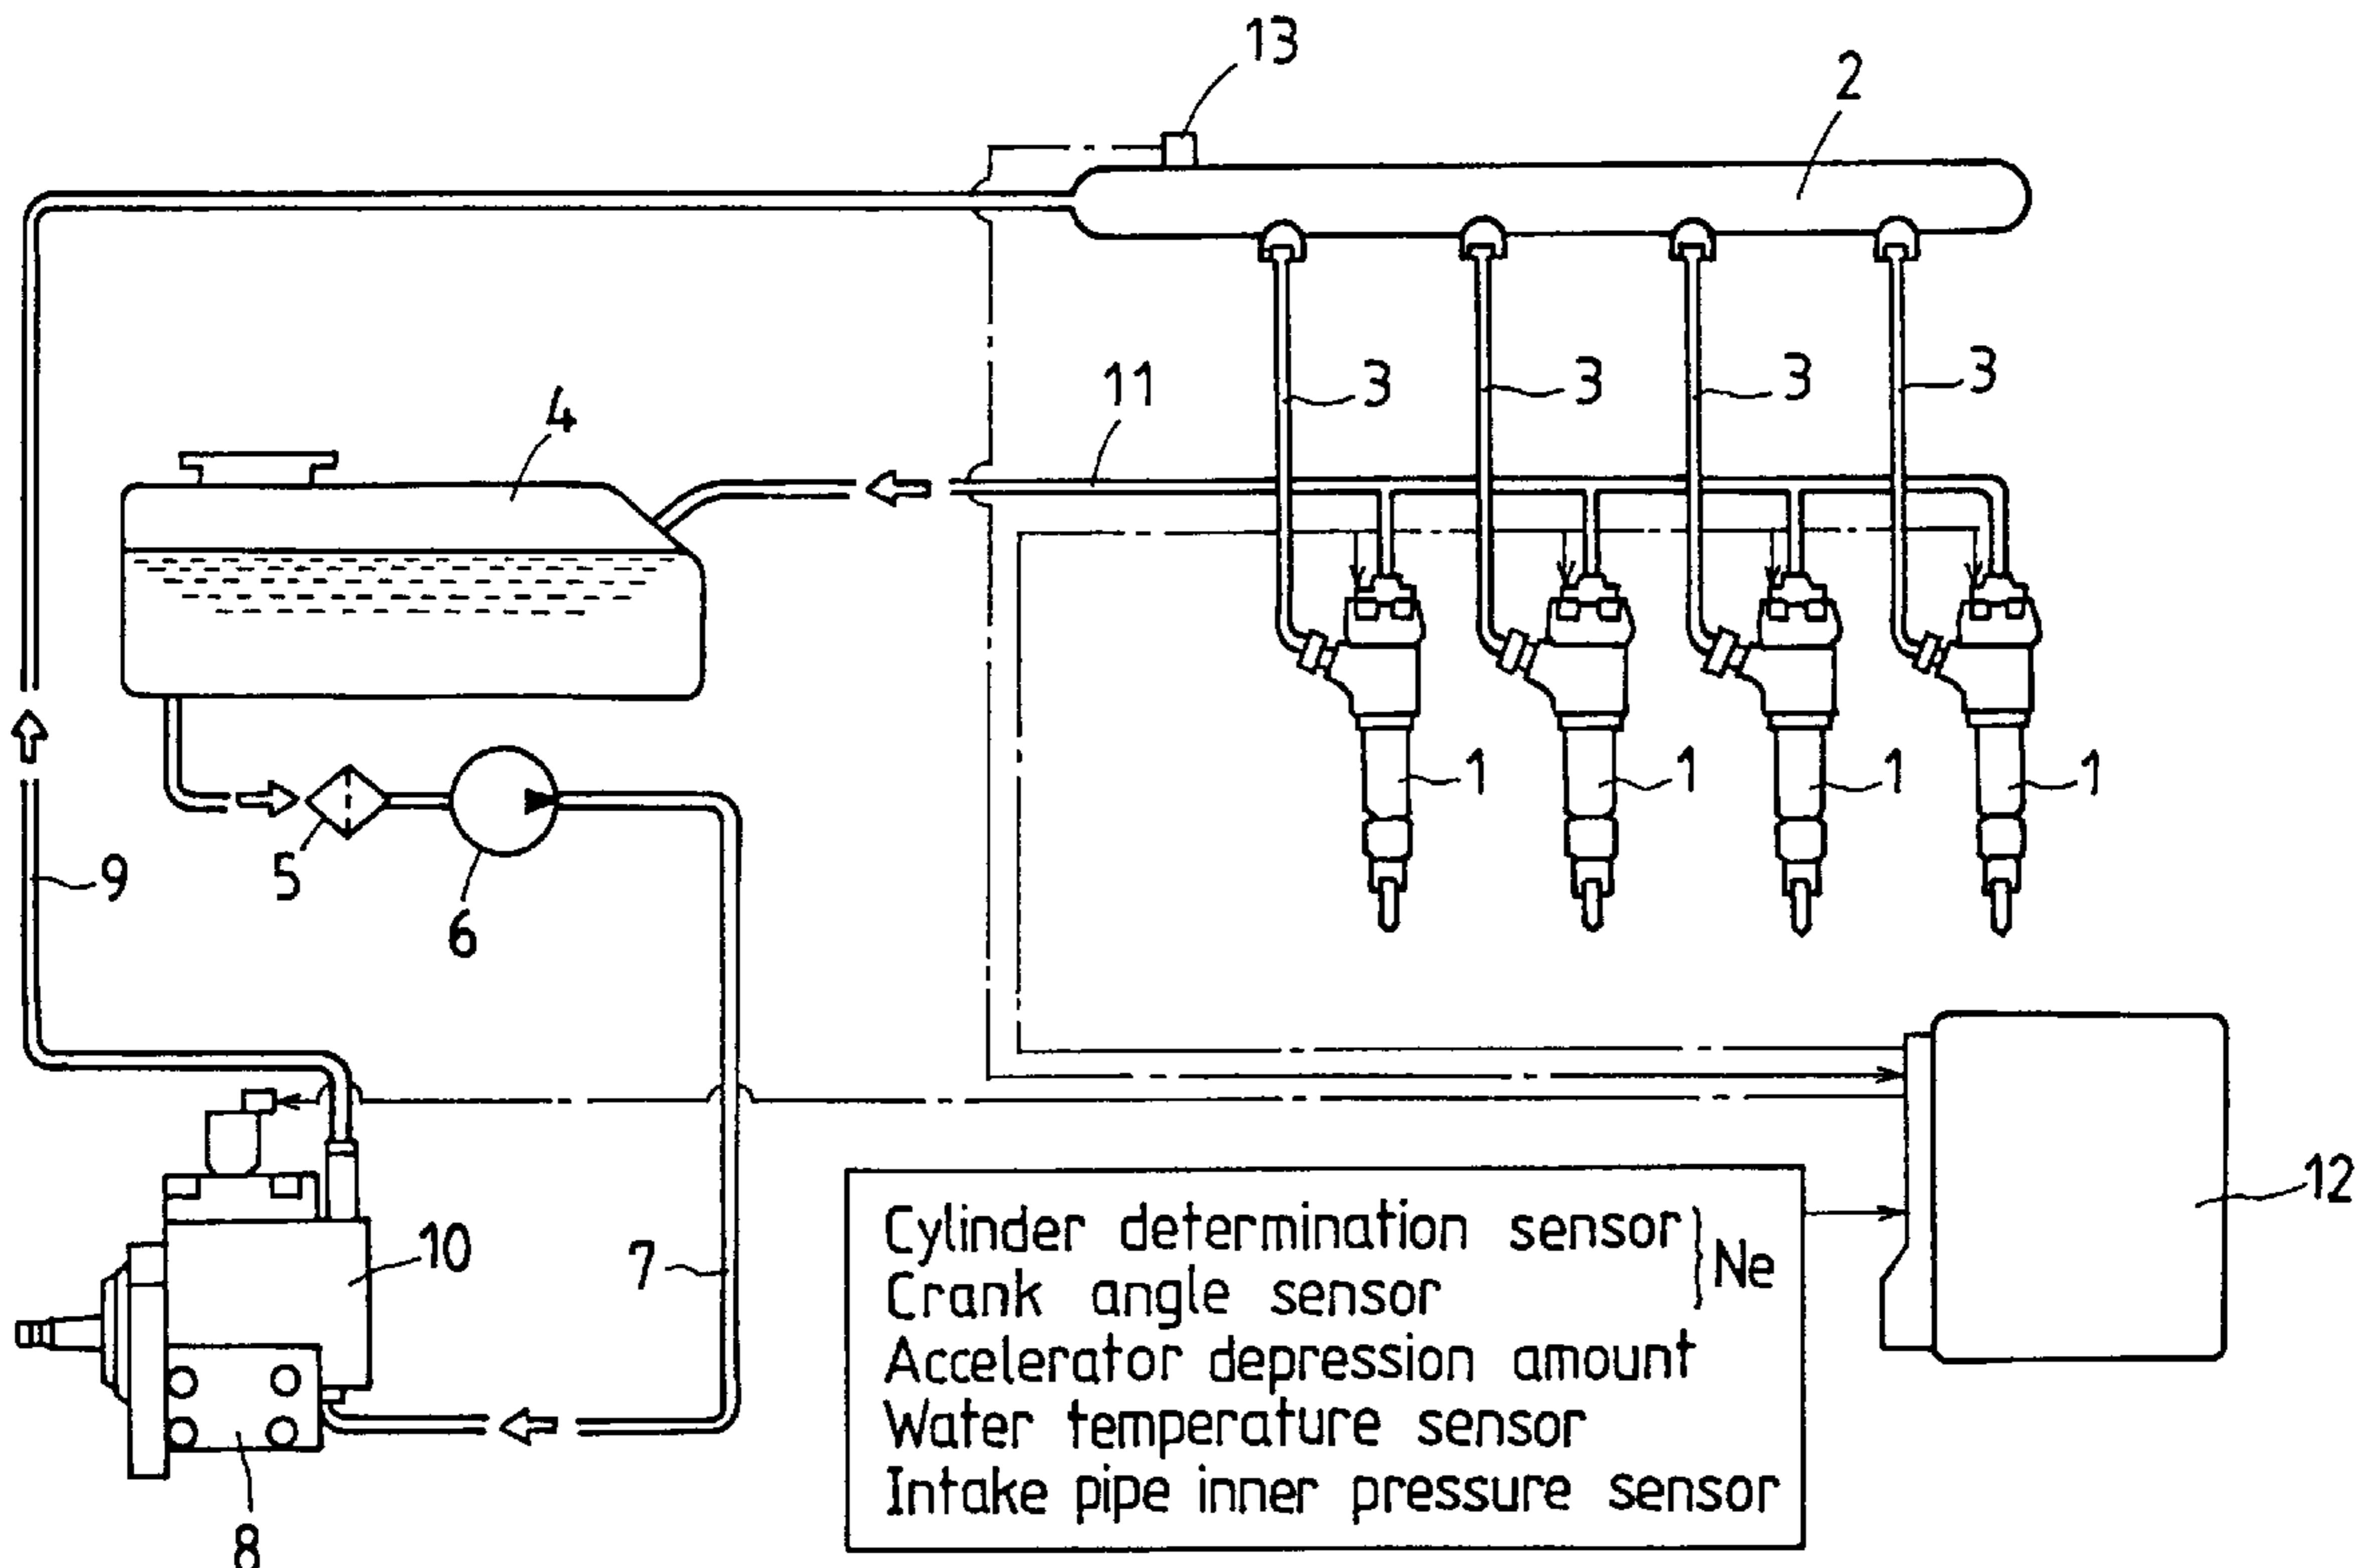 13
2
3 3 3 3
11
4
1 1 1 1
9
5
6
12
10
7
8
Cylinder determination sensor
Crank angle sensor
Ne
Accelerator depression amount
Water temperature sensor
Intake pipe inner pressure sensor